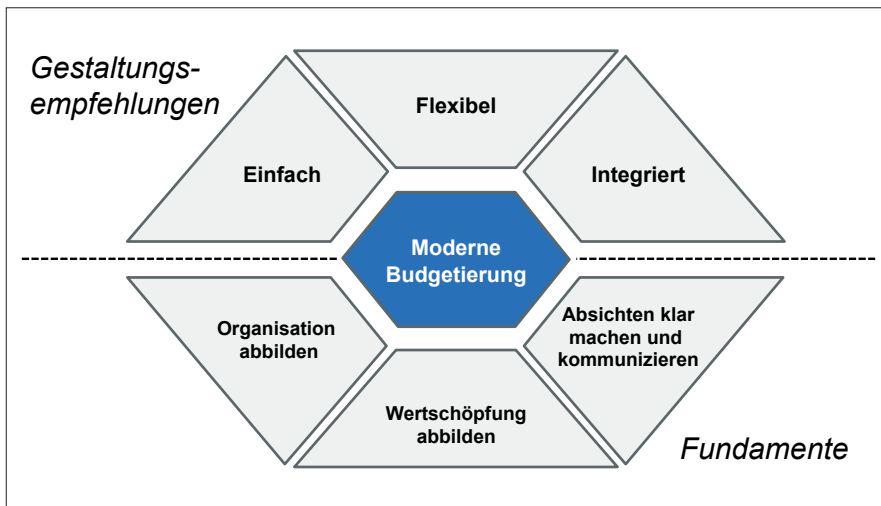 Gestaltungs-
empfehlungen
Flexibel
Einfach
Integriert
Moderne
Budgetierung
Organisation
abbilden
Absichten klar
machen und
kommunizieren
Wertschöpfung
abbilden
Fundamente